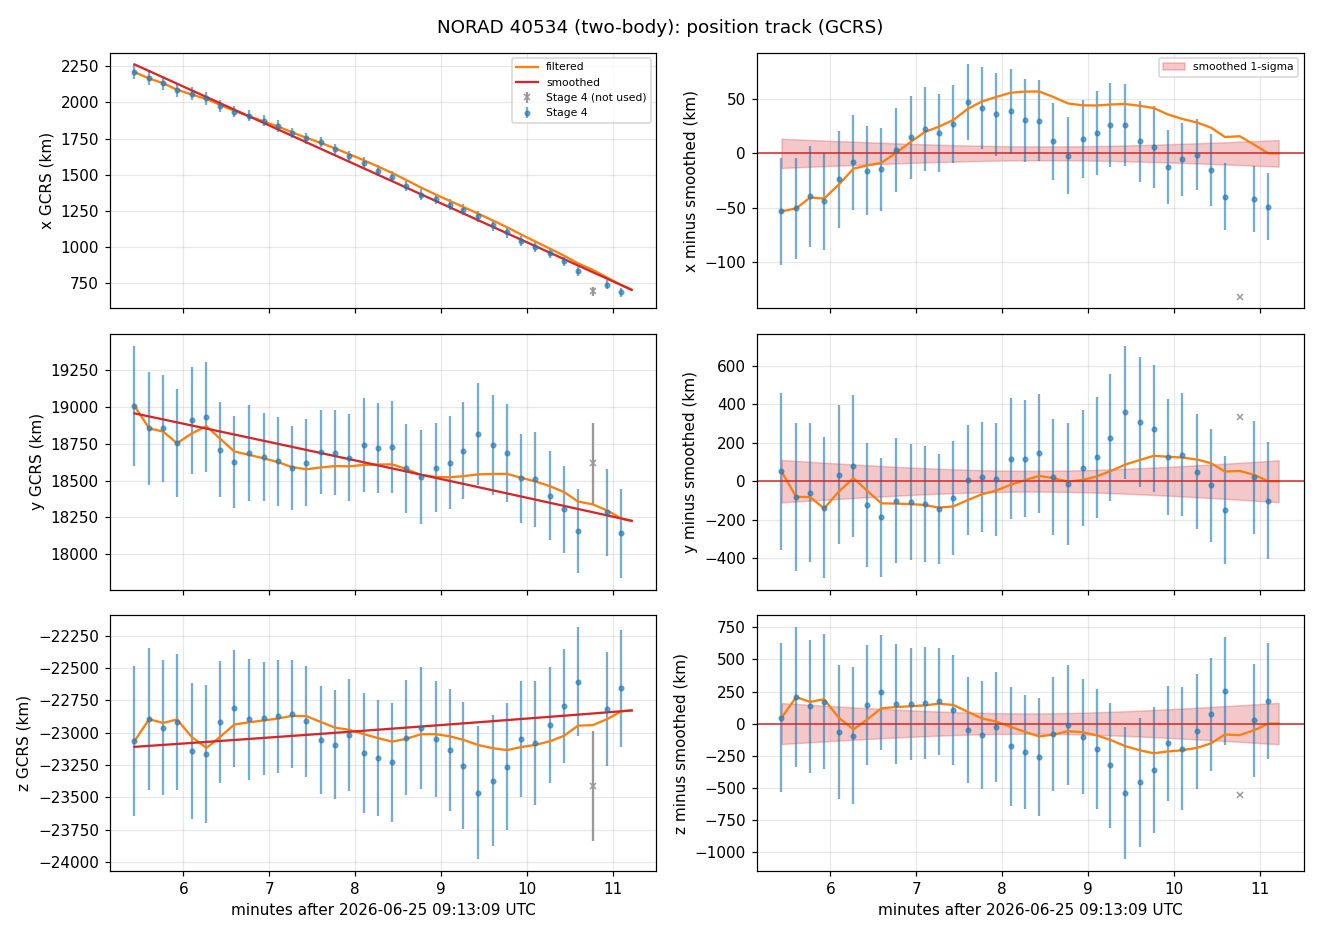 NORAD 40534 (two-body): position track (GCRS)
filtered
smoothed
Stage 4 (not used)
Stage 4
x GCRS (km)
2250
2000
1750
1500
1250
1000
750
smoothed 1-sigma
x minus smoothed (km)
50
0
−50
−100
y GCRS (km)
19250
19000
18750
18500
18250
18000
y minus smoothed (km)
600
400
200
0
−200
−400
z GCRS (km)
−22250
−22500
−22750
−23000
−23250
−23500
−23750
−24000
6 7 8 9 10 11
minutes after 2026-06-25 09:13:09 UTC
z minus smoothed (km)
750
500
250
0
−250
−500
−750
−1000
6 7 8 9 10 11
minutes after 2026-06-25 09:13:09 UTC